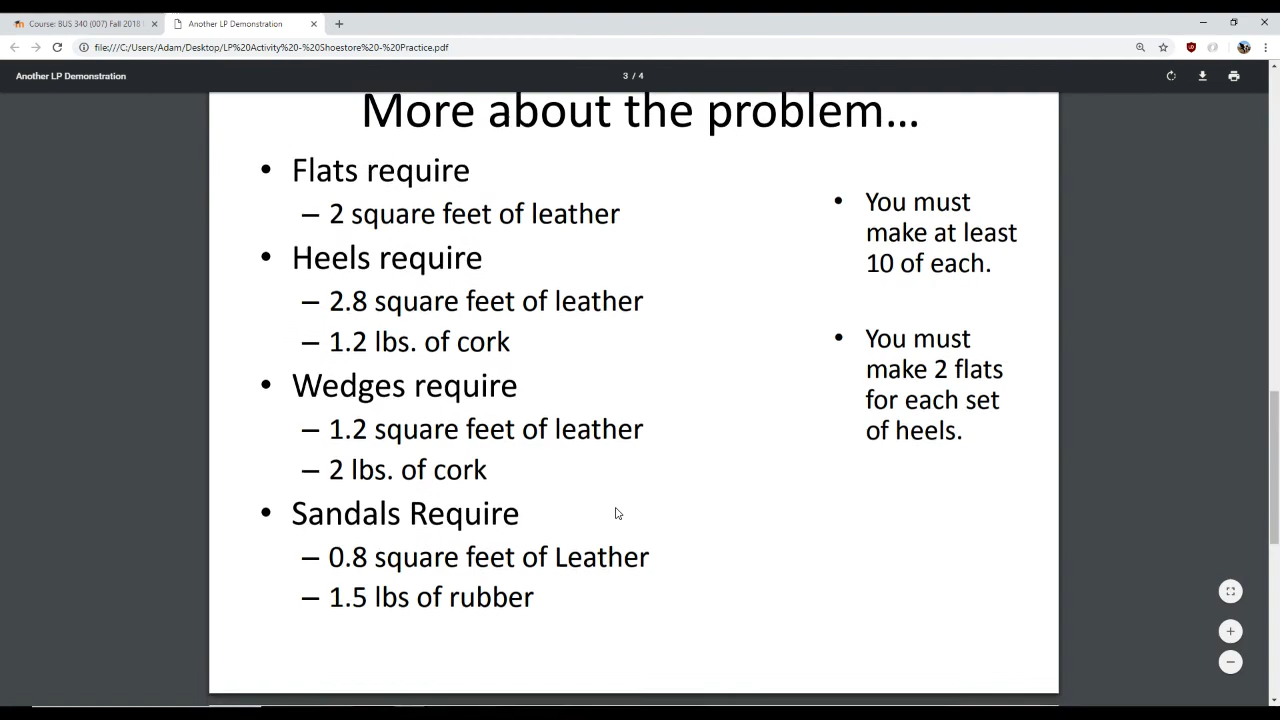 Course: BUS 340 (007) Fall 2018
Another LP Demonstration
file:///C:/Users/Adam/Desktop/LP%20Activity%20-%20Shoestore%20-%20Practice.pdf
Another LP Demonstration
3 / 4
More about the problem...
• Flats require
– 2 square feet of leather
• Heels require
– 2.8 square feet of leather
– 1.2 lbs. of cork
• Wedges require
– 1.2 square feet of leather
– 2 lbs. of cork
• Sandals Require
– 0.8 square feet of Leather
– 1.5 lbs of rubber
• You must
make at least
10 of each.
• You must
make 2 flats
for each set
of heels.